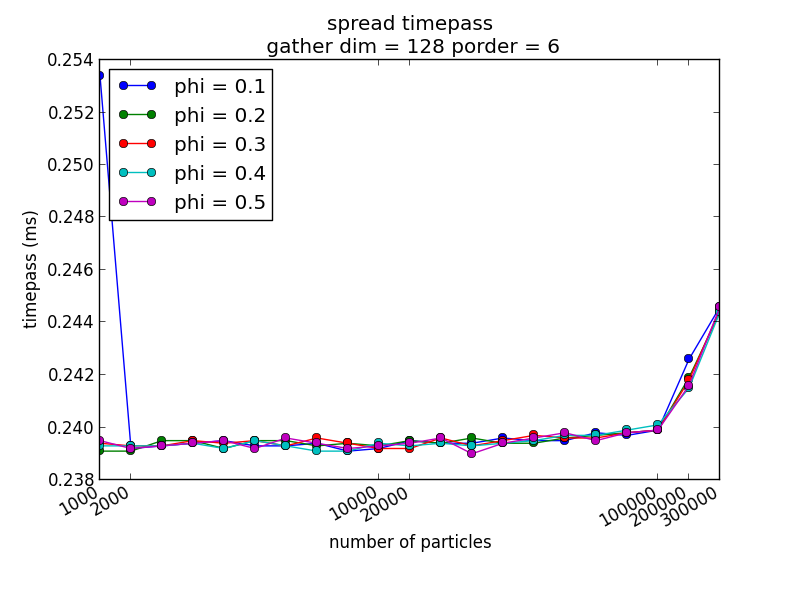 spread timepass
gather dim = 128 porder = 6
0.254
0.252
0.250
0.248
0.246
0.244
0.242
0.240
0.238
timepass (ms)
phi = 0.1
phi = 0.2
phi = 0.3
phi = 0.4
phi = 0.5
1000 2000 10000 20000 100000 200000 300000
number of particles